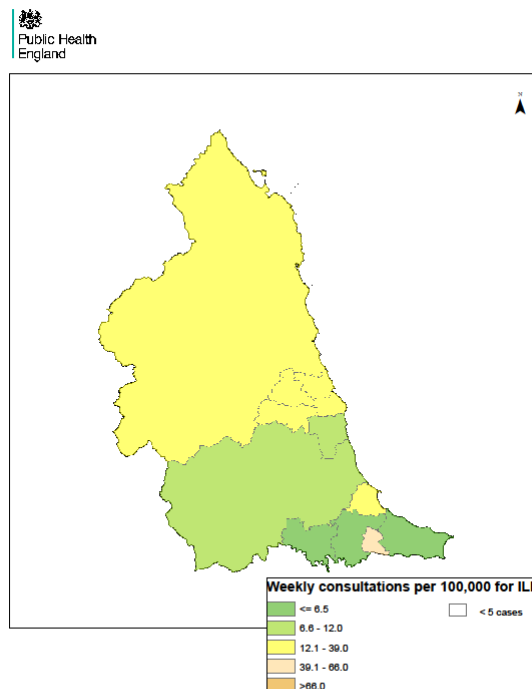 Public Health
England
N
Weekly consultations per 100,000 for ILI
<= 6.5
< 5 cases
6.6 - 12.0
12.1 - 39.0
39.1 - 66.0
>66.0